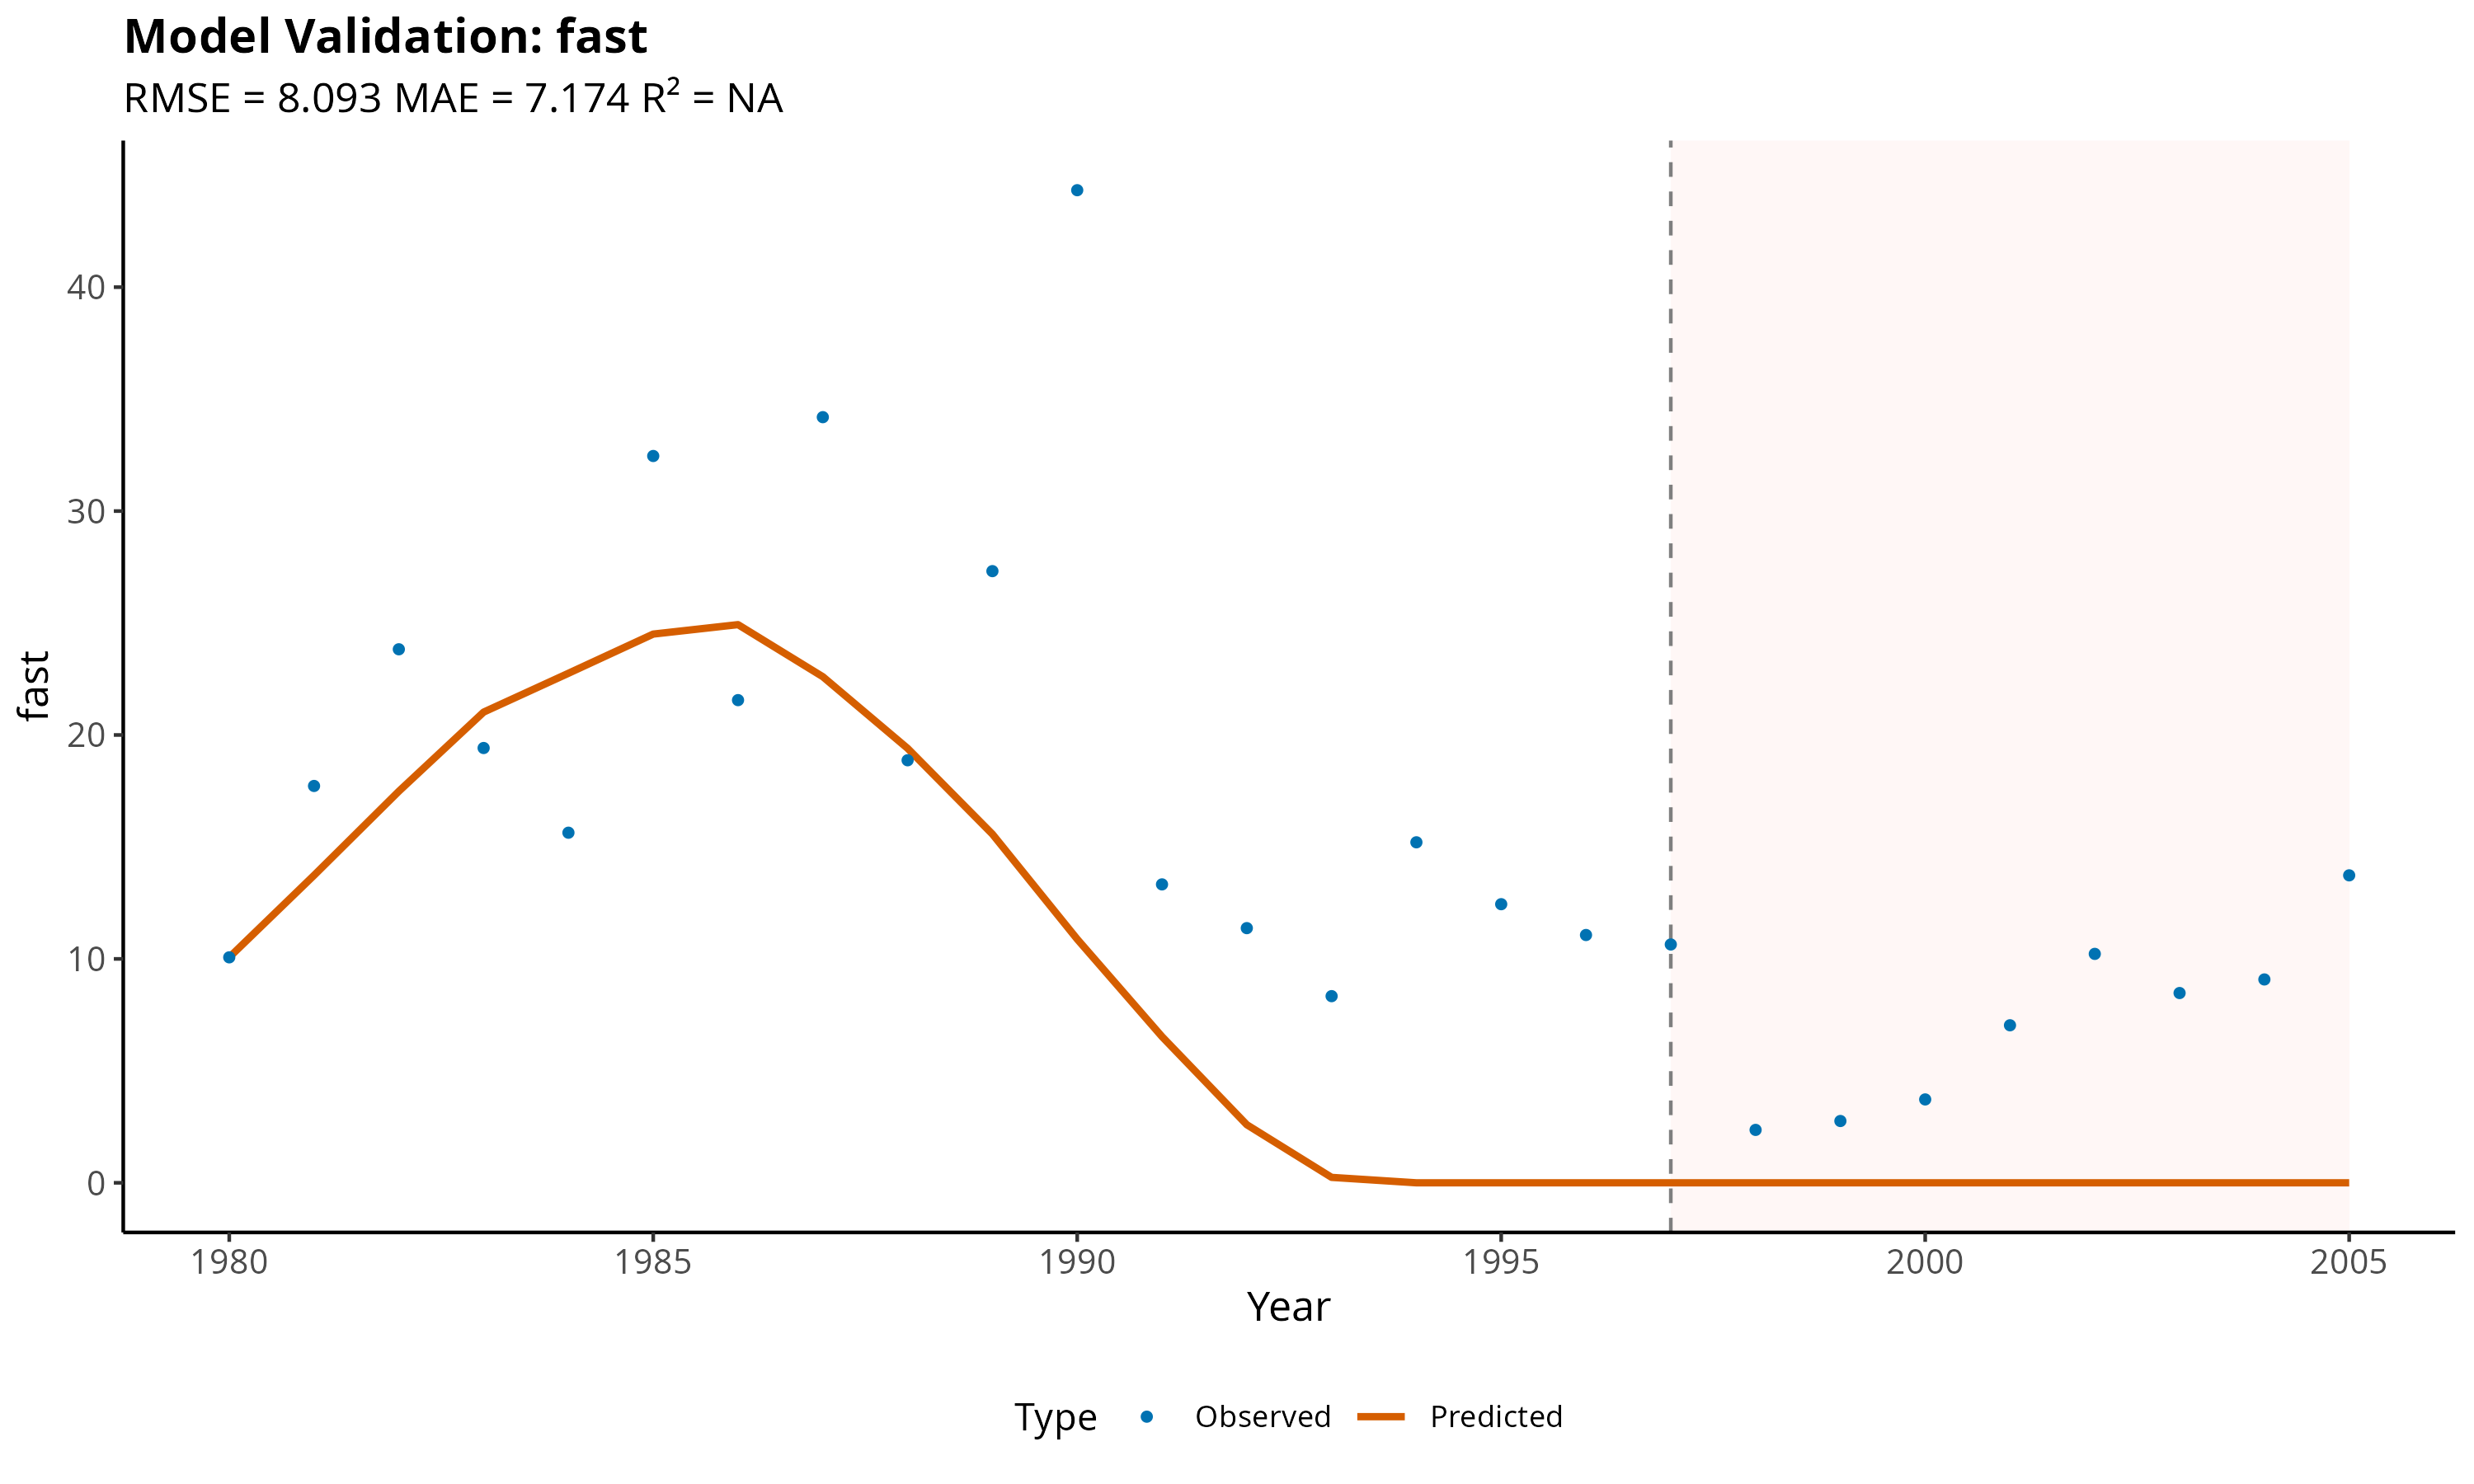 Model Validation: fast
RMSE = 8.093 MAE = 7.174 R² = NA
fast
40
30
20
10
0
1980 1985 1990 1995 2000 2005
Year
Type Observed Predicted